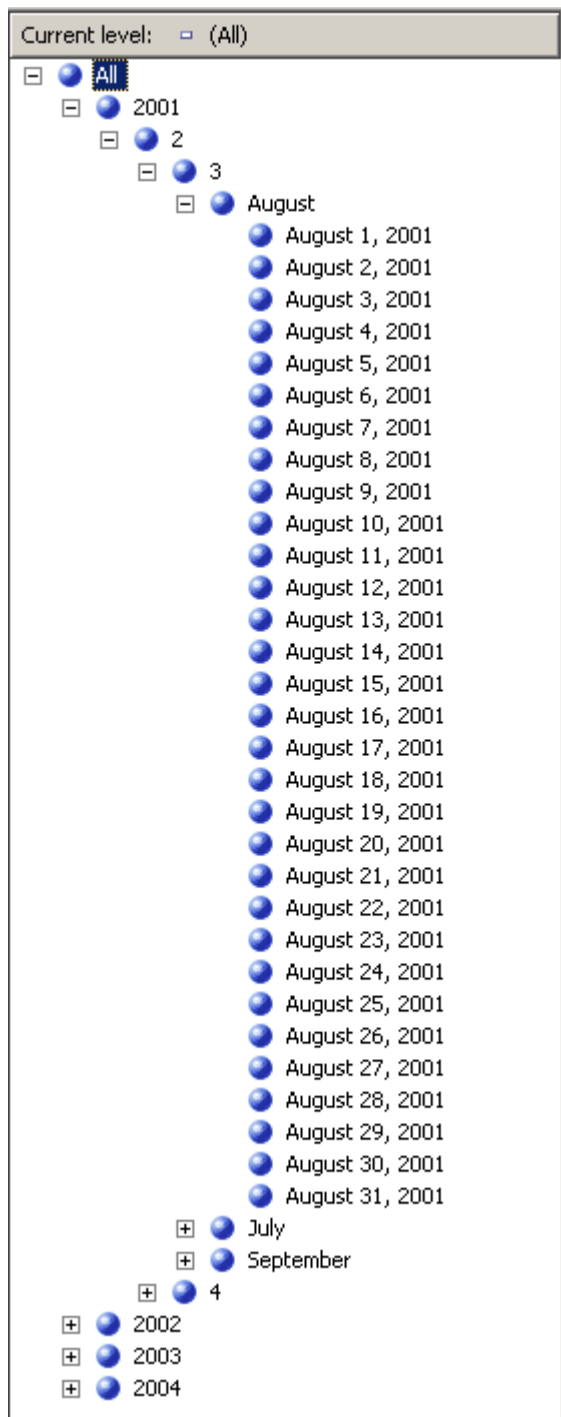 Current level: (All)
All
2001
2
3
August
August 1, 2001
August 2, 2001
August 3, 2001
August 4, 2001
August 5, 2001
August 6, 2001
August 7, 2001
August 8, 2001
August 9, 2001
August 10, 2001
August 11, 2001
August 12, 2001
August 13, 2001
August 14, 2001
August 15, 2001
August 16, 2001
August 17, 2001
August 18, 2001
August 19, 2001
August 20, 2001
August 21, 2001
August 22, 2001
August 23, 2001
August 24, 2001
August 25, 2001
August 26, 2001
August 27, 2001
August 28, 2001
August 29, 2001
August 30, 2001
August 31, 2001
July
September
4
2002
2003
2004